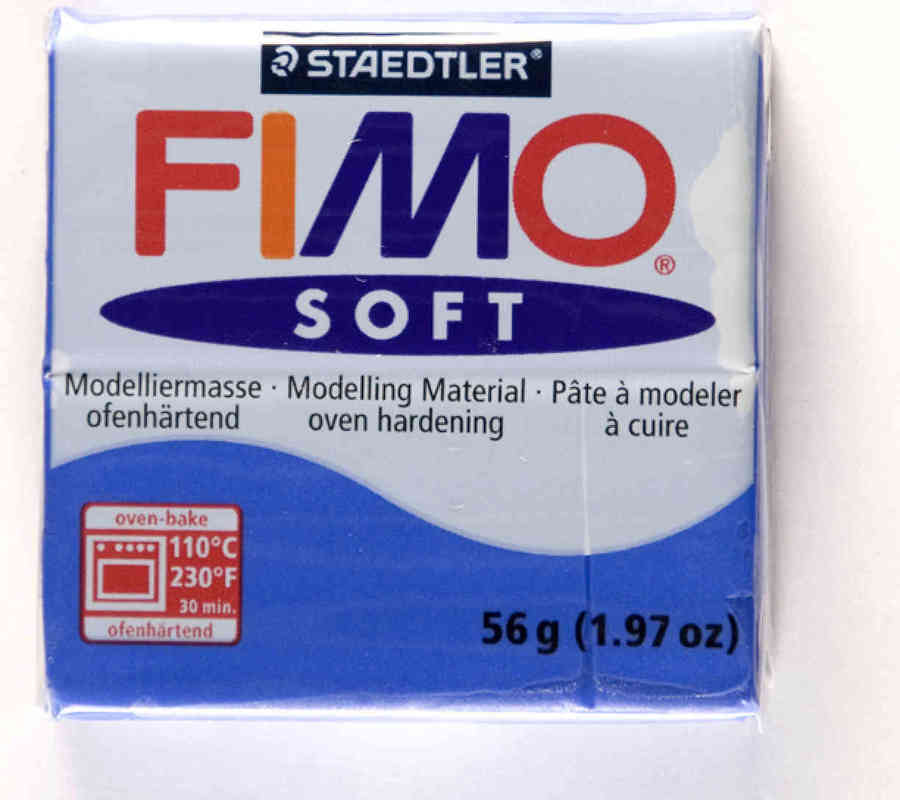 STAEDTLER®
FIMO®
SOFT
Modelliermasse · Modelling Material · Pâte à modeler
ofenhärtend oven hardening à cuire
oven-bake
110°C
230°F
30 min.
ofenhärtend
56 g (1.97 oz)